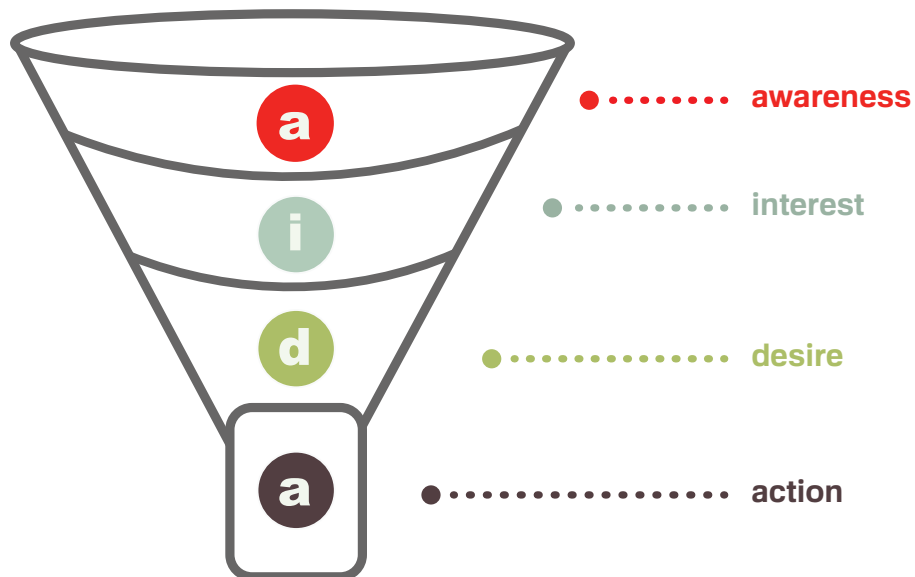 a awareness
i interest
d desire
a action